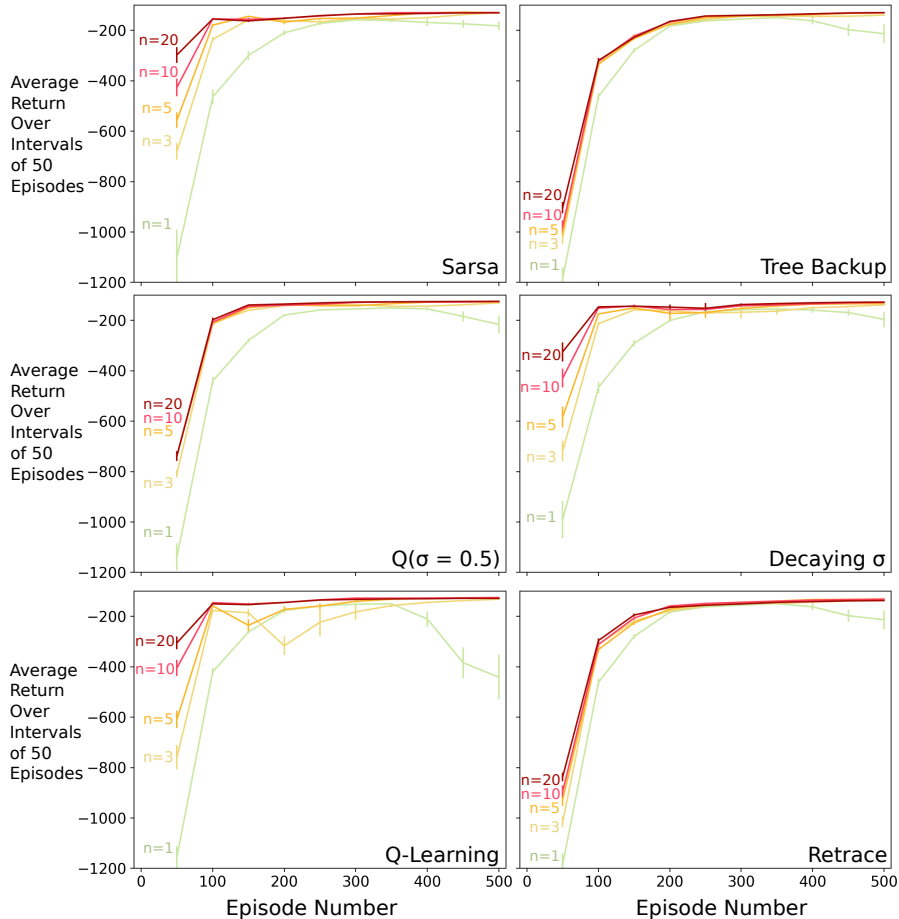 Average
Return
Over
Intervals
of 50
Episodes
−200
−400
−600
−800
−1000
−1200
n=20
n=10
n=5
n=3
n=1
Sarsa
n=20
n=10
n=5
n=3
n=1
Tree Backup
Average
Return
Over
Intervals
of 50
Episodes
−200
−400
−600
−800
−1000
−1200
n=20
n=10
n=5
n=3
n=1
Q(σ = 0.5)
n=20
n=10
n=5
n=3
n=1
Decaying σ
Average
Return
Over
Intervals
of 50
Episodes
−200
−400
−600
−800
−1000
−1200
n=20
n=10
n=5
n=3
n=1
Q-Learning
n=20
n=10
n=5
n=3
n=1
Retrace
0 100 200 300 400 500
0 100 200 300 400 500
Episode Number
Episode Number